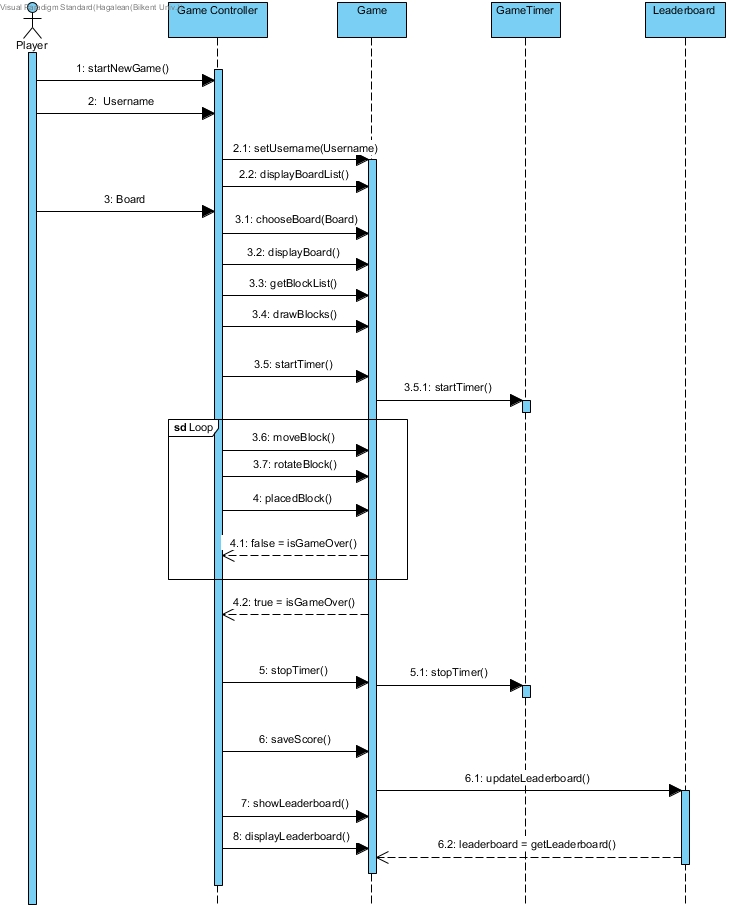 Visual Paradigm Standard(Hagalean(Bilkent Univ.
Game Controller
Game
GameTimer
Leaderboard
Player
1: startNewGame()
2: Username
2.1: setUsername(Username)
2.2: displayBoardList()
3: Board
3.1: chooseBoard(Board)
3.2: displayBoard()
3.3: getBlockList()
3.4: drawBlocks()
3.5: startTimer()
3.5.1: startTimer()
sd Loop
3.6: moveBlock()
3.7: rotateBlock()
4: placedBlock()
4.1: false = isGameOver()
4.2: true = isGameOver()
5: stopTimer()
5.1: stopTimer()
6: saveScore()
6.1: updateLeaderboard()
7: showLeaderboard()
8: displayLeaderboard()
6.2: leaderboard = getLeaderboard()